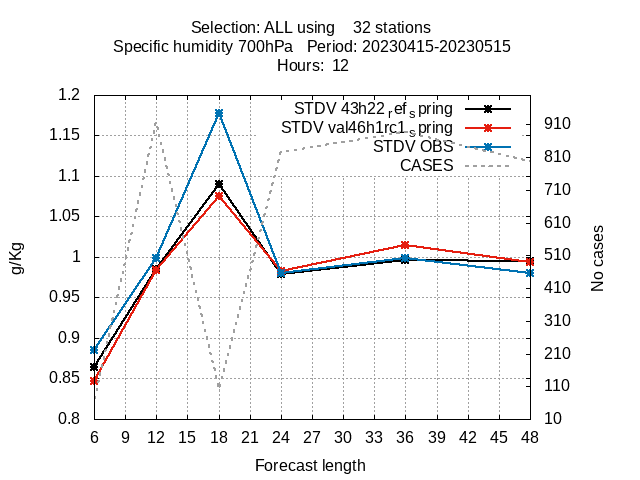 Selection: ALL using    32 stations
Specific humidity 700hPa   Period: 20230415-20230515
Hours:  12
STDV 43h22 ref spring
STDV val46h1rc1 spring
STDV OBS
CASES
g/Kg
No cases
1.2
1.15
1.1
1.05
1
0.95
0.9
0.85
0.8
910
810
710
610
510
410
310
210
110
10
6 9 12 15 18 21 24 27 30 33 36 39 42 45 48
Forecast length